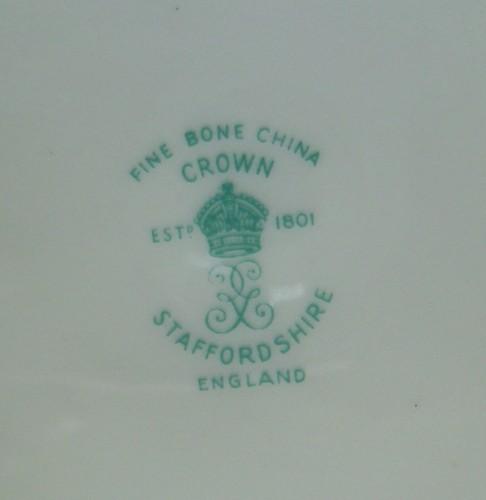 FINE BONE CHINA
CROWN
ESTD 1801
STAFFORDSHIRE
ENGLAND